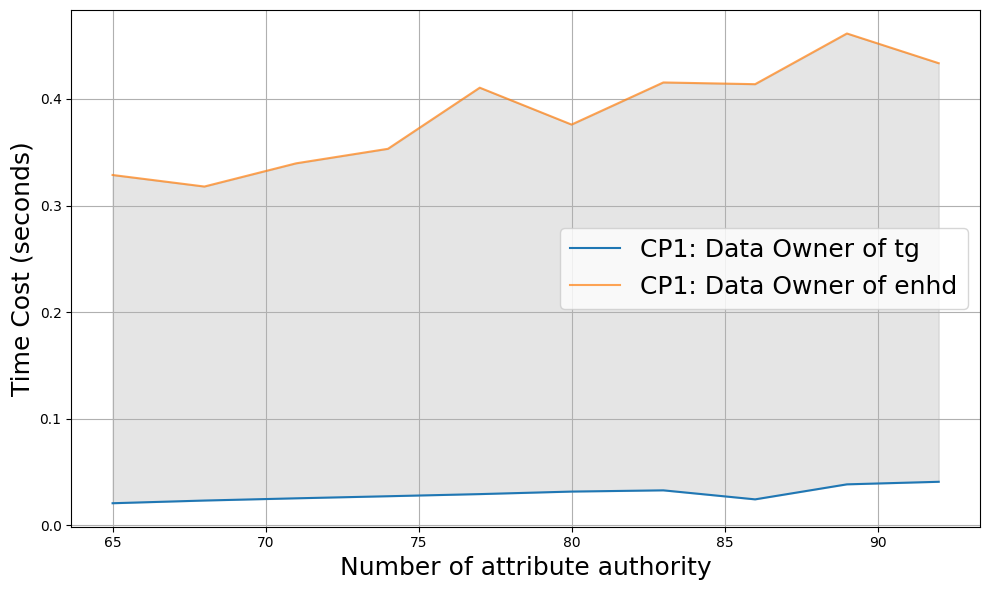 Time Cost (seconds)
0.4
0.3
0.2
0.1
0.0
CP1: Data Owner of tg
CP1: Data Owner of enhd
65 70 75 80 85 90
Number of attribute authority